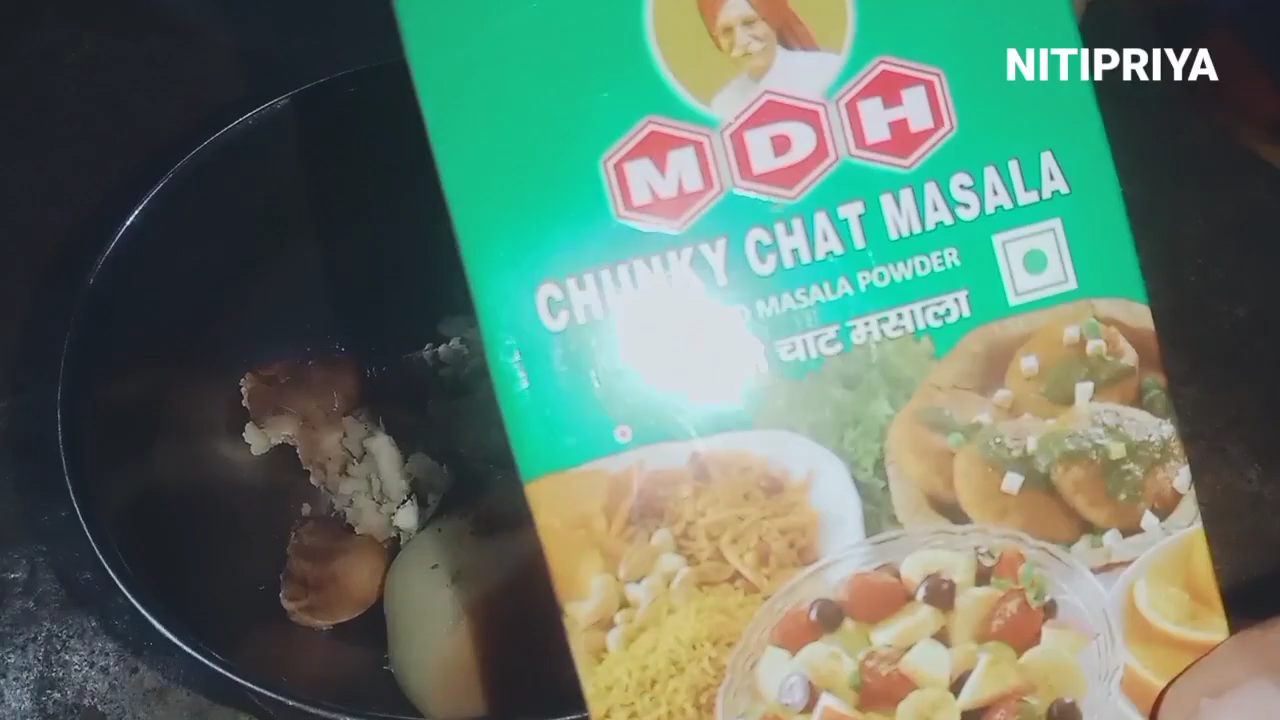 NITIPRIYA
MDH
CHUNKY CHAT MASALA
MASALA POWDER
चाट मसाला